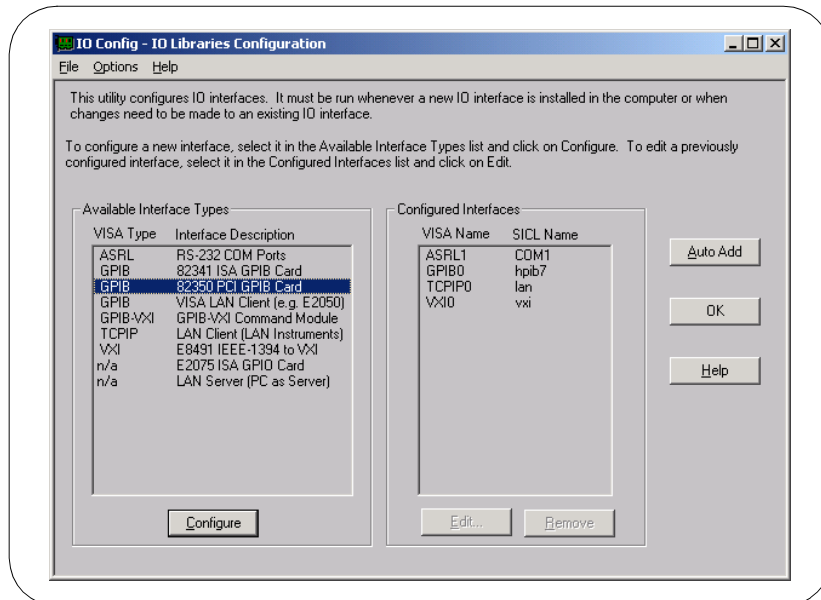 IO Config - IO Libraries Configuration
File Options Help
This utility configures IO interfaces. It must be run whenever a new IO interface is installed in the computer or when
changes need to be made to an existing IO interface.
To configure a new interface, select it in the Available Interface Types list and click on Configure. To edit a previously
configured interface, select it in the Configured Interfaces list and click on Edit.
Available Interface Types
VISA Type Interface Description
ASRL RS-232 COM Ports
GPIB 82341 ISA GPIB Card
GPIB 82350 PCI GPIB Card
GPIB VISA LAN Client (e.g. E2050)
GPIB-VXI GPIB-VXI Command Module
TCPIP LAN Client (LAN Instruments)
VXI E8491 IEEE-1394 to VXI
n/a E2075 ISA GPIO Card
n/a LAN Server (PC as Server)
Configure
Configured Interfaces
VISA Name SICL Name
ASRL1 COM1
GPIB0 hpib7
TCPIP0 lan
VXI0 vxi
Edit... Remove
Auto Add
OK
Help